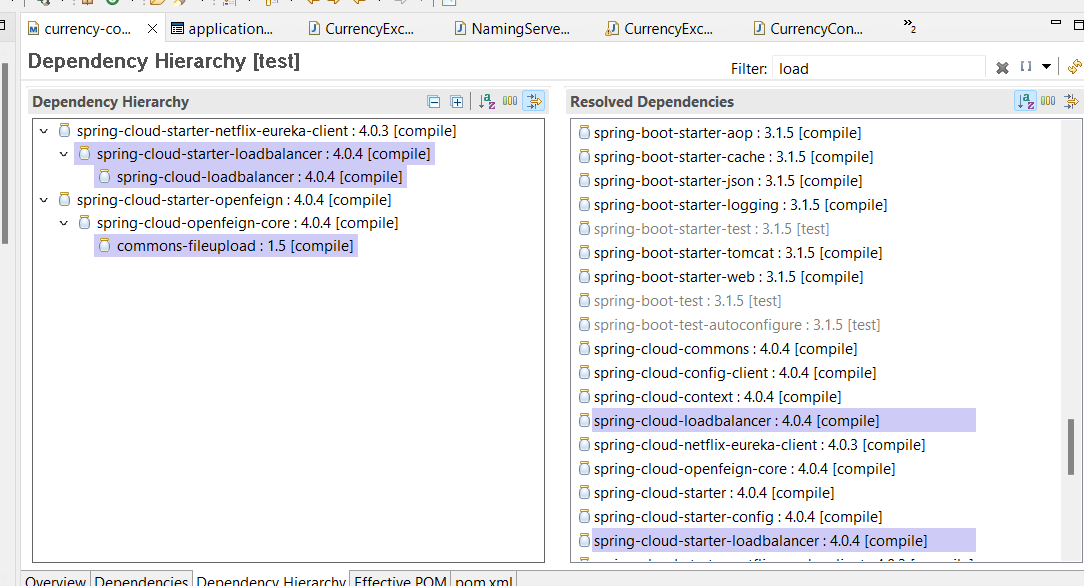 currency-co...
application...
CurrencyExc...
NamingServe...
CurrencyExc...
CurrencyCon...
»2
Dependency Hierarchy [test]
Filter: load
Dependency Hierarchy
spring-cloud-starter-netflix-eureka-client : 4.0.3 [compile]
spring-cloud-starter-loadbalancer : 4.0.4 [compile]
spring-cloud-loadbalancer : 4.0.4 [compile]
spring-cloud-starter-openfeign : 4.0.4 [compile]
spring-cloud-openfeign-core : 4.0.4 [compile]
commons-fileupload : 1.5 [compile]
Resolved Dependencies
spring-boot-starter-aop : 3.1.5 [compile]
spring-boot-starter-cache : 3.1.5 [compile]
spring-boot-starter-json : 3.1.5 [compile]
spring-boot-starter-logging : 3.1.5 [compile]
spring-boot-starter-test : 3.1.5 [test]
spring-boot-starter-tomcat : 3.1.5 [compile]
spring-boot-starter-web : 3.1.5 [compile]
spring-boot-test : 3.1.5 [test]
spring-boot-test-autoconfigure : 3.1.5 [test]
spring-cloud-commons : 4.0.4 [compile]
spring-cloud-config-client : 4.0.4 [compile]
spring-cloud-context : 4.0.4 [compile]
spring-cloud-loadbalancer : 4.0.4 [compile]
spring-cloud-netflix-eureka-client : 4.0.3 [compile]
spring-cloud-openfeign-core : 4.0.4 [compile]
spring-cloud-starter : 4.0.4 [compile]
spring-cloud-starter-config : 4.0.4 [compile]
spring-cloud-starter-loadbalancer : 4.0.4 [compile]
Overview
Dependencies
Dependency Hierarchy
Effective POM
pom.xml